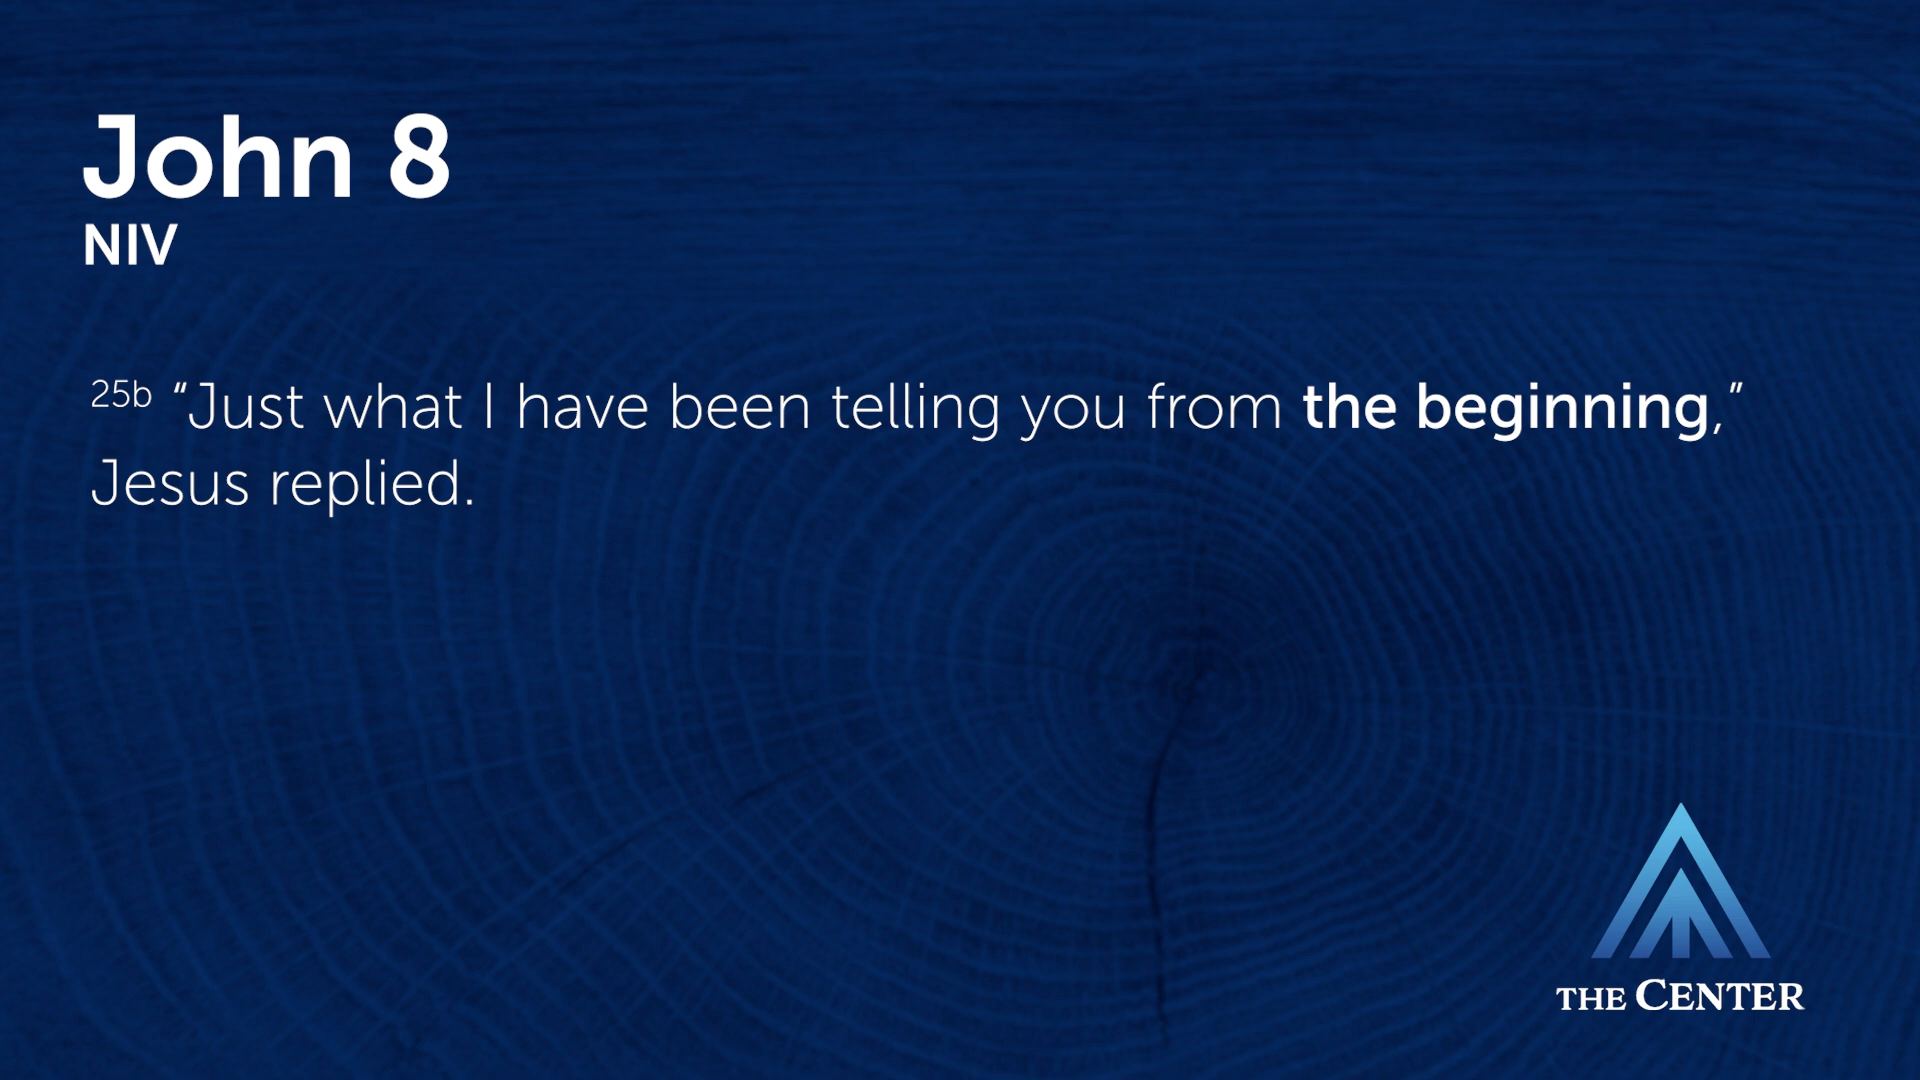 John 8
NIV
25b “Just what I have been telling you from the beginning,”
Jesus replied.
THE CENTER